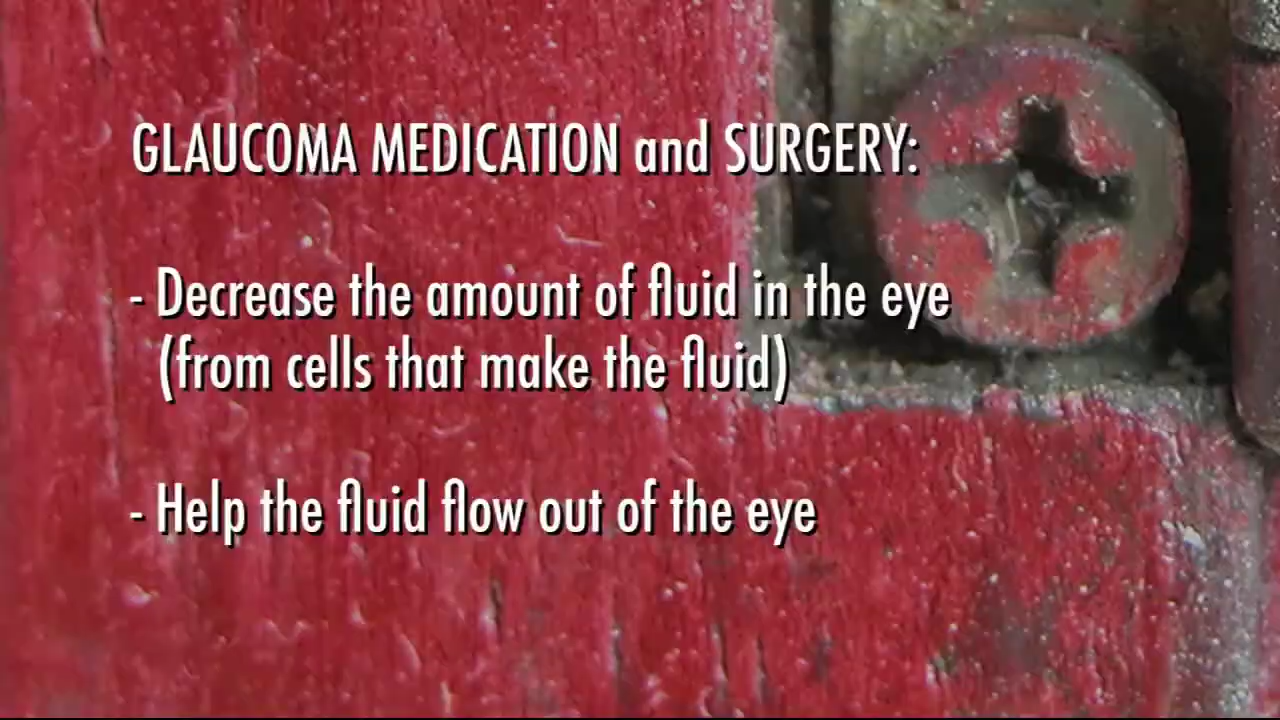 GLAUCOMA MEDICATION and SURGERY:
- Decrease the amount of fluid in the eye
(from cells that make the fluid)
- Help the fluid flow out of the eye